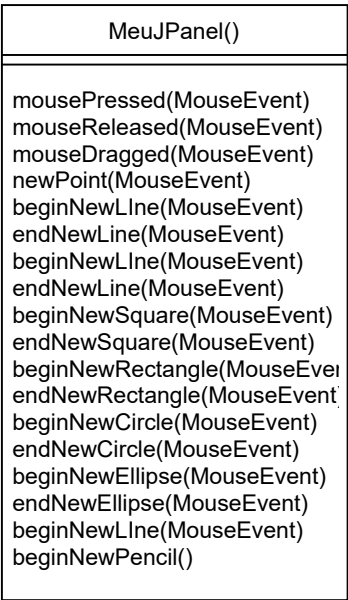 MeuJPanel()
mousePressed(MouseEvent)
mouseReleased(MouseEvent)
mouseDragged(MouseEvent)
newPoint(MouseEvent)
beginNewLIne(MouseEvent)
endNewLine(MouseEvent)
beginNewLIne(MouseEvent)
endNewLine(MouseEvent)
beginNewSquare(MouseEvent)
endNewSquare(MouseEvent)
beginNewRectangle(MouseEver
endNewRectangle(MouseEvent)
beginNewCircle(MouseEvent)
endNewCircle(MouseEvent)
beginNewEllipse(MouseEvent)
endNewEllipse(MouseEvent)
beginNewLIne(MouseEvent)
beginNewPencil()